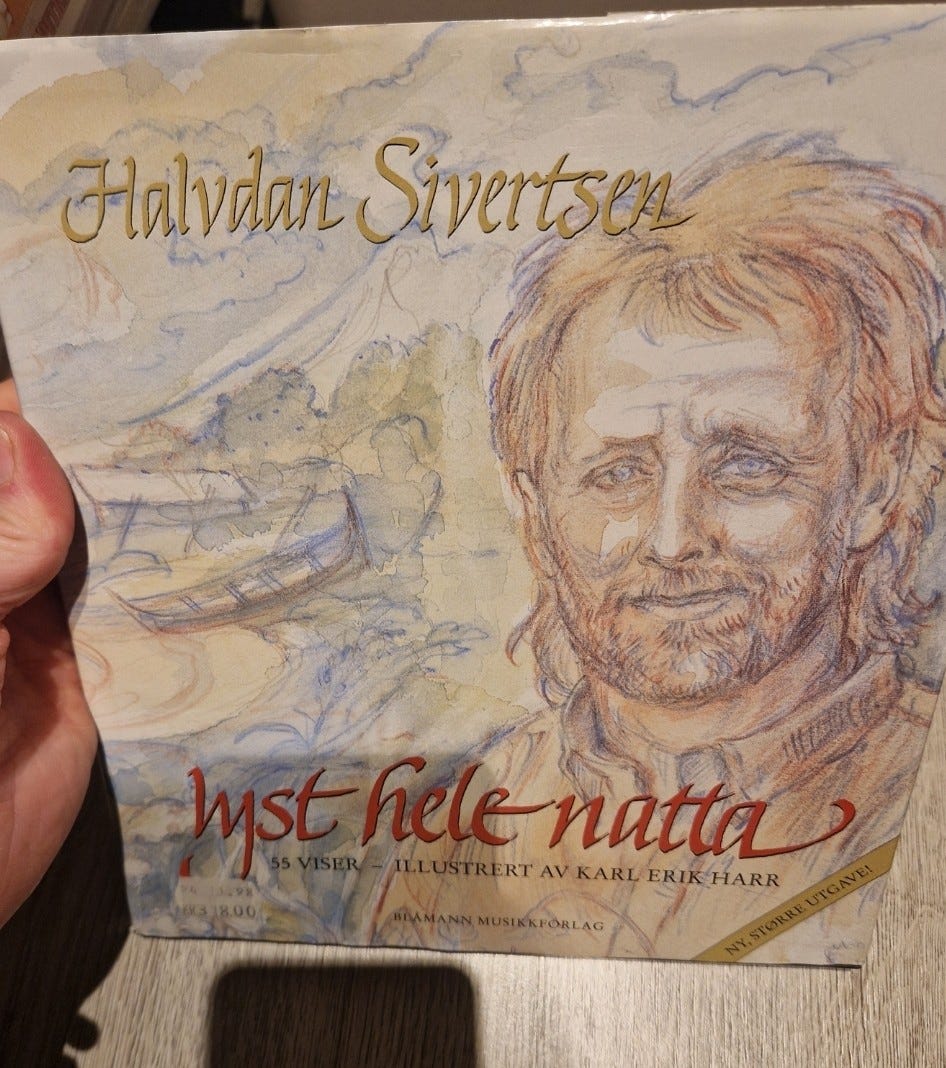 Halvdan Sivertsen
lyst hele natta
55 VISER – ILLUSTRERT AV KARL ERIK HARR
BLÅMANN MUSIKKFORLAG
NY, STØRRE UTGAVE!